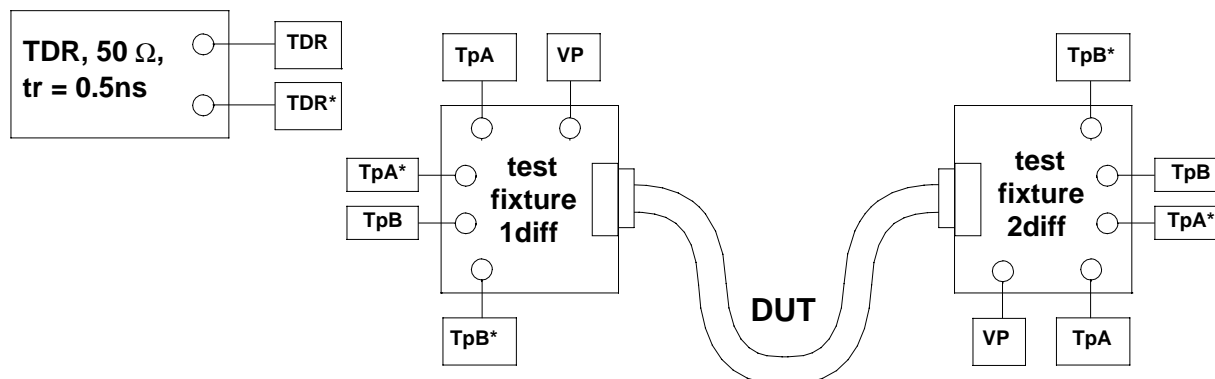 TDR, 50 Ω,
tr = 0.5ns
TDR
TDR*
TpA
VP
TpA*
TpB
TpB*
test
fixture
1diff
DUT
TpB*
test
fixture
2diff
TpB
TpA*
VP
TpA